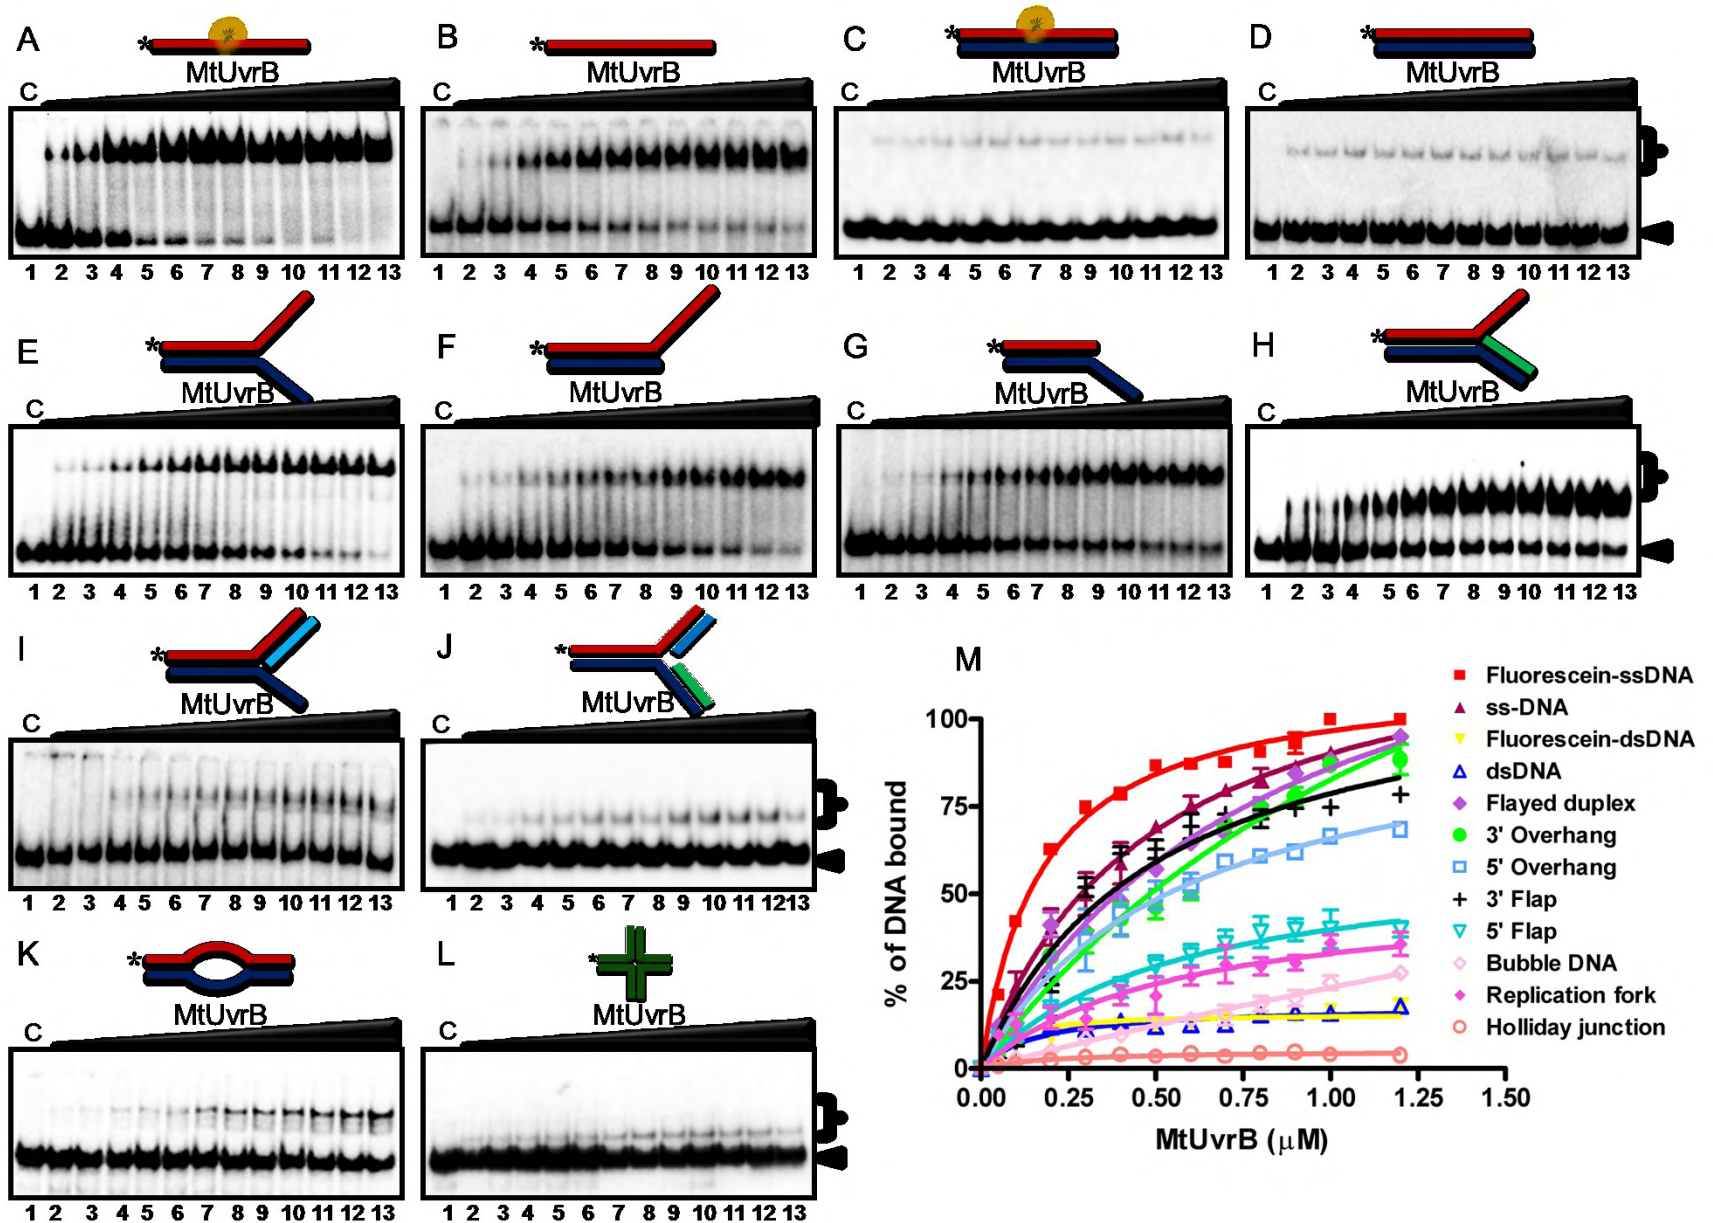 A B C D
MtUvrB MtUvrB MtUvrB MtUvrB
C C C C
1 2 3 4 5 6 7 8 9 10 11 12 13 1 2 3 4 5 6 7 8 9 10 11 12 13 1 2 3 4 5 6 7 8 9 10 11 12 13 1 2 3 4 5 6 7 8 9 10 11 12 13
E F G H
MtUvrB MtUvrB MtUvrB MtUvrB
C C C C
1 2 3 4 5 6 7 8 9 10 11 12 13 1 2 3 4 5 6 7 8 9 10 11 12 13 1 2 3 4 5 6 7 8 9 10 11 12 13 1 2 3 4 5 6 7 8 9 10 11 12 13
I J
MtUvrB MtUvrB
C C
1 2 3 4 5 6 7 8 9 10 11 12 13 1 2 3 4 5 6 7 8 9 10 11 12 13
K L
MtUvrB MtUvrB
C C
1 2 3 4 5 6 7 8 9 10 11 12 13 1 2 3 4 5 6 7 8 9 10 11 12 13
M
100
75
50
25
0
% of DNA bound
0.00 0.25 0.50 0.75 1.00 1.25 1.50
MtUvrB (μM)
Fluorescein-ssDNA
ss-DNA
Fluorescein-dsDNA
dsDNA
Flayed duplex
3' Overhang
5' Overhang
3' Flap
5' Flap
Bubble DNA
Replication fork
Holliday junction